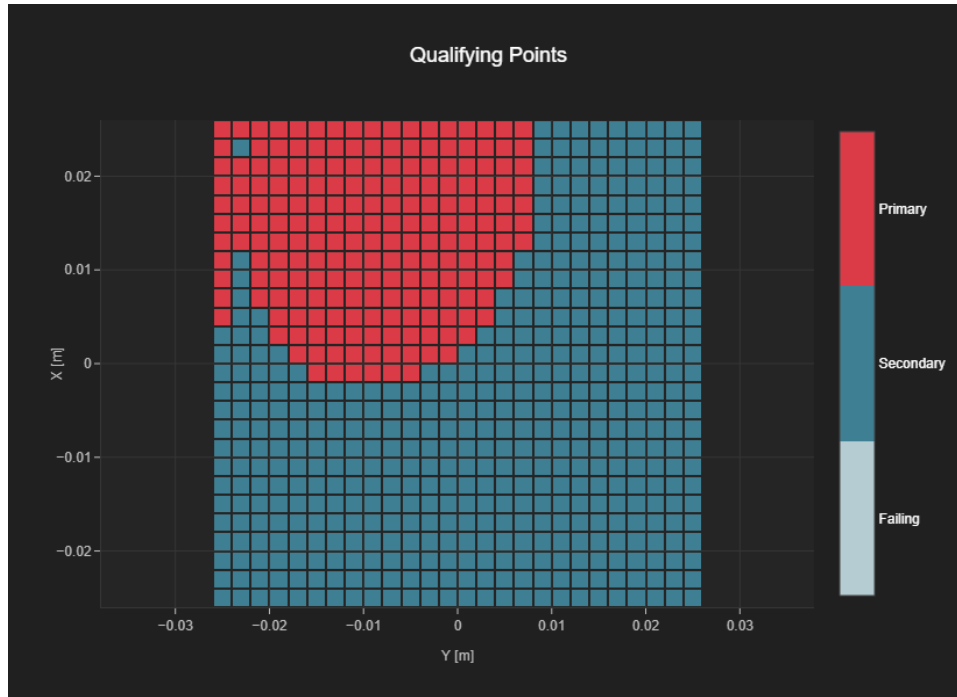 Qualifying Points
0.02
0.01
0
−0.01
−0.02
X [m]
−0.03
−0.02
−0.01
0
0.01
0.02
0.03
Y [m]
Primary
Secondary
Failing